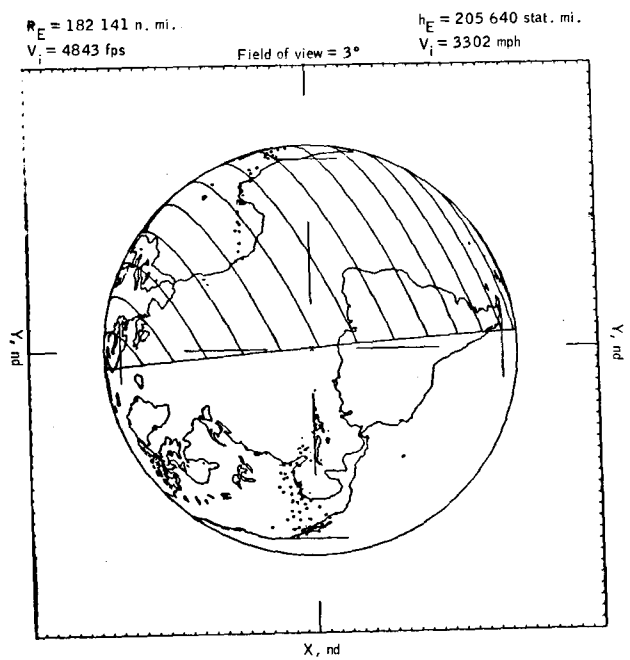 R_E = 182 141 n. mi.
V_i = 4843 fps
Field of view = 3°
h_E = 205 640 stat. mi.
V_i = 3302 mph
Y, nd
Y, nd
X, nd